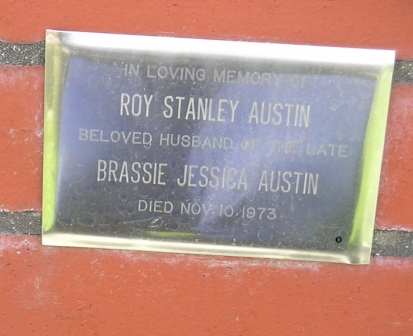 IN LOVING MEMORY OF
ROY STANLEY AUSTIN
BELOVED HUSBAND OF THE LATE
BRASSIE JESSICA AUSTIN
DIED NOV. 10. 1973